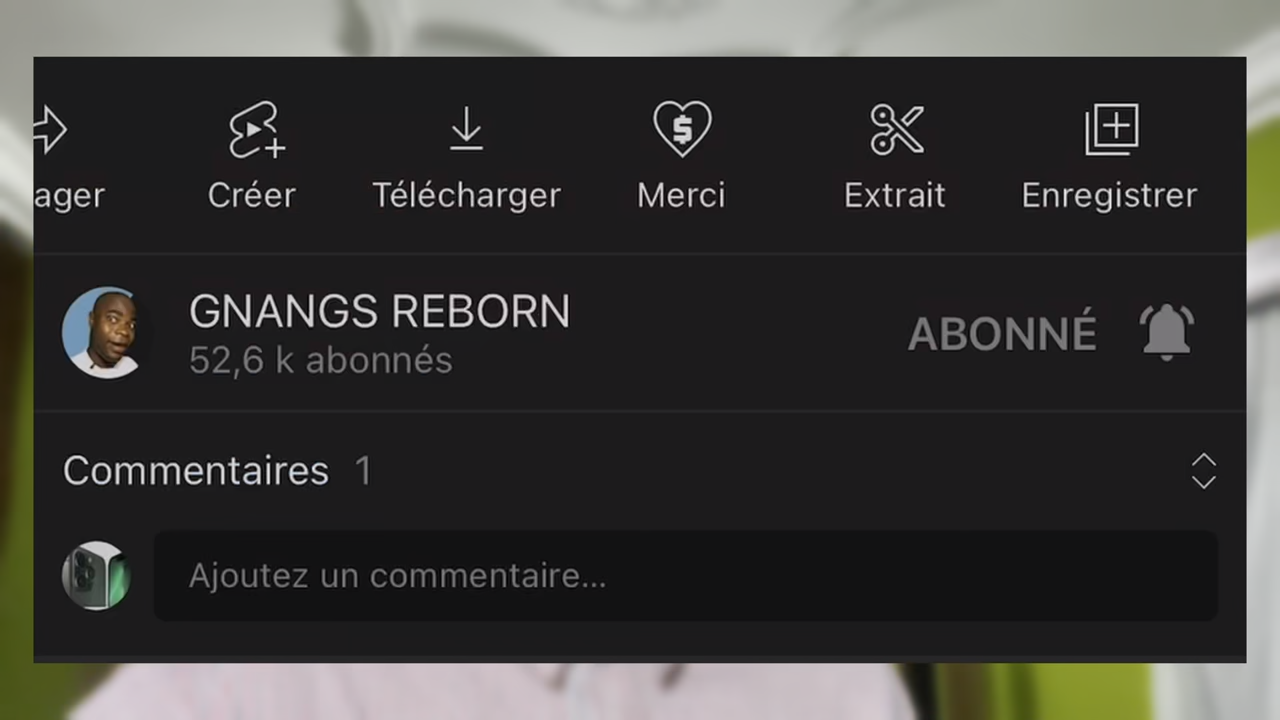 ager Créer Télécharger Merci Extrait Enregistrer
GNANGS REBORN
52,6 k abonnés
ABONNÉ
Commentaires 1
Ajoutez un commentaire...